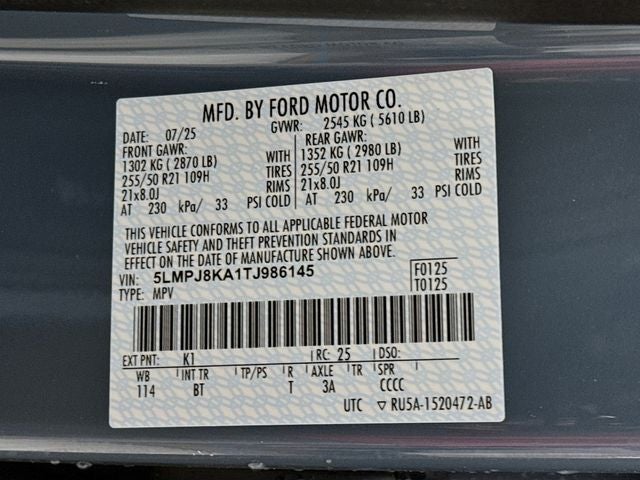 MFD. BY FORD MOTOR CO.
DATE: 07/25 GVWR: 2545 KG ( 5610 LB)
FRONT GAWR: REAR GAWR:
1302 KG ( 2870 LB) WITH 1352 KG ( 2980 LB) WITH
255/50 R21 109H TIRES 255/50 R21 109H TIRES
21x8.0J RIMS 21x8.0J RIMS
AT 230 kPa/ 33 PSI COLD AT 230 kPa/ 33 PSI COLD
THIS VEHICLE CONFORMS TO ALL APPLICABLE FEDERAL MOTOR
VEHICLE SAFETY AND THEFT PREVENTION STANDARDS IN
EFFECT ON THE DATE OF MANUFACTURE SHOWN ABOVE.
VIN: 5LMPJ8KA1TJ986145 F0125
TYPE: MPV T0125
EXT PNT: K1 RC: 25 DSO:
WB INT TR TP/PS R AXLE TR SPR
114 BT T 3A CCCC
UTC ▽ RU5A-1520472-AB